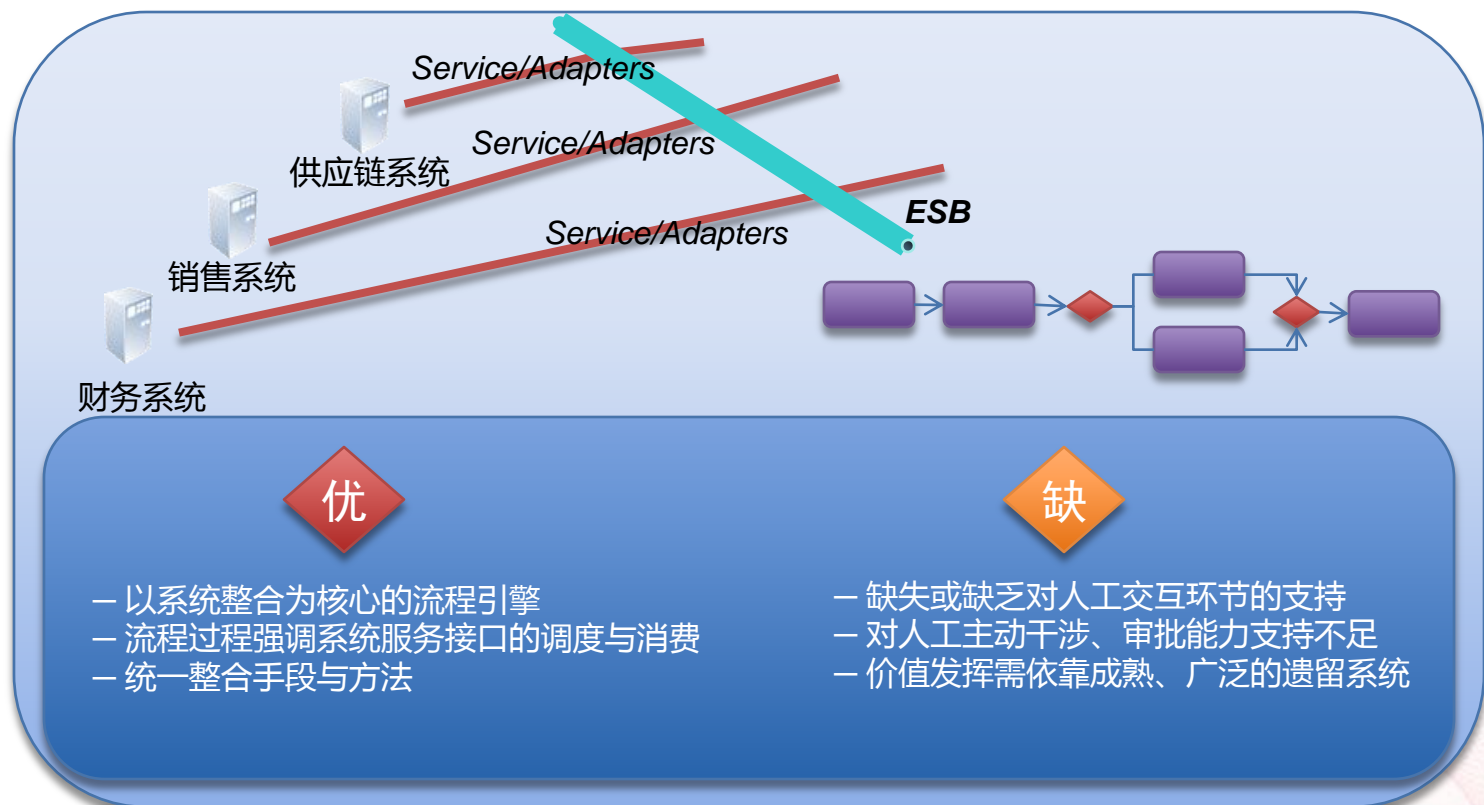 Service/Adapters
供应链系统
Service/Adapters
销售系统
Service/Adapters
ESB
财务系统
优
－以系统整合为核心的流程引擎
－流程过程强调系统服务接口的调度与消费
－统一整合手段与方法
缺
－缺失或缺乏对人工交互环节的支持
－对人工主动干涉、审批能力支持不足
－价值发挥需依靠成熟、广泛的遗留系统